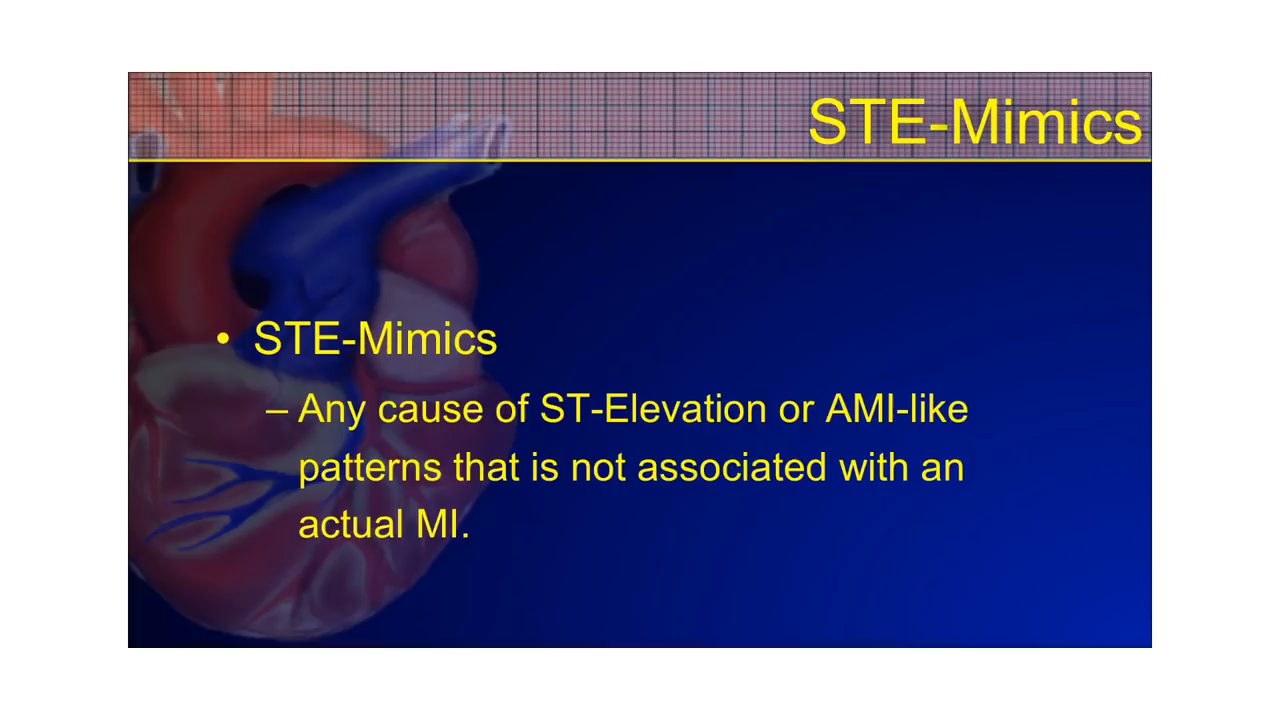 STE-Mimics
• STE-Mimics
– Any cause of ST-Elevation or AMI-like
patterns that is not associated with an
actual MI.